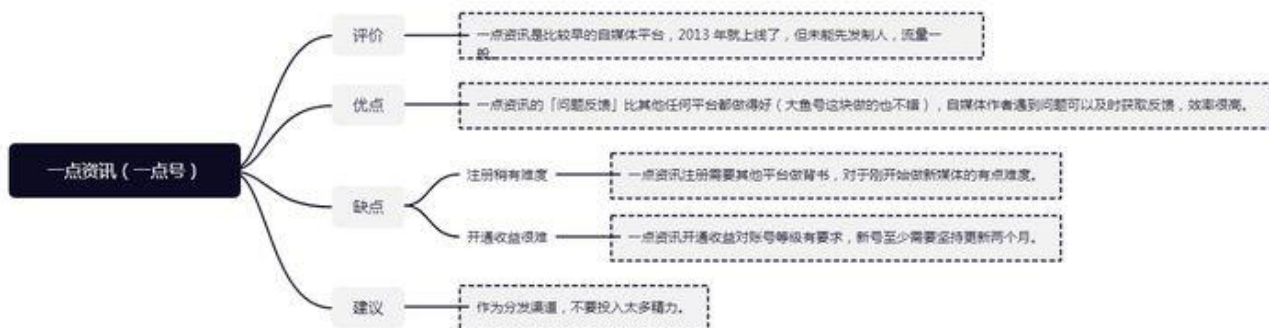 评价
一点资讯是比较早的自媒体平台，2013 年就上线了，但未能先发制人，流量一
般。
优点
一点资讯的「问题反馈」比其他任何平台都做得好（大鱼号这块做的也不错），自媒体作者遇到问题可以及时获取反馈，效率很高。
一点资讯（一点号）
缺点
注册稍有难度
一点资讯注册需要其他平台做背书，对于刚开始做新媒体的有点难度。
开通收益很难
一点资讯开通收益对账号等级有要求，新号至少需要坚持更新两个月。
建议
作为分发渠道，不要投入太多精力。